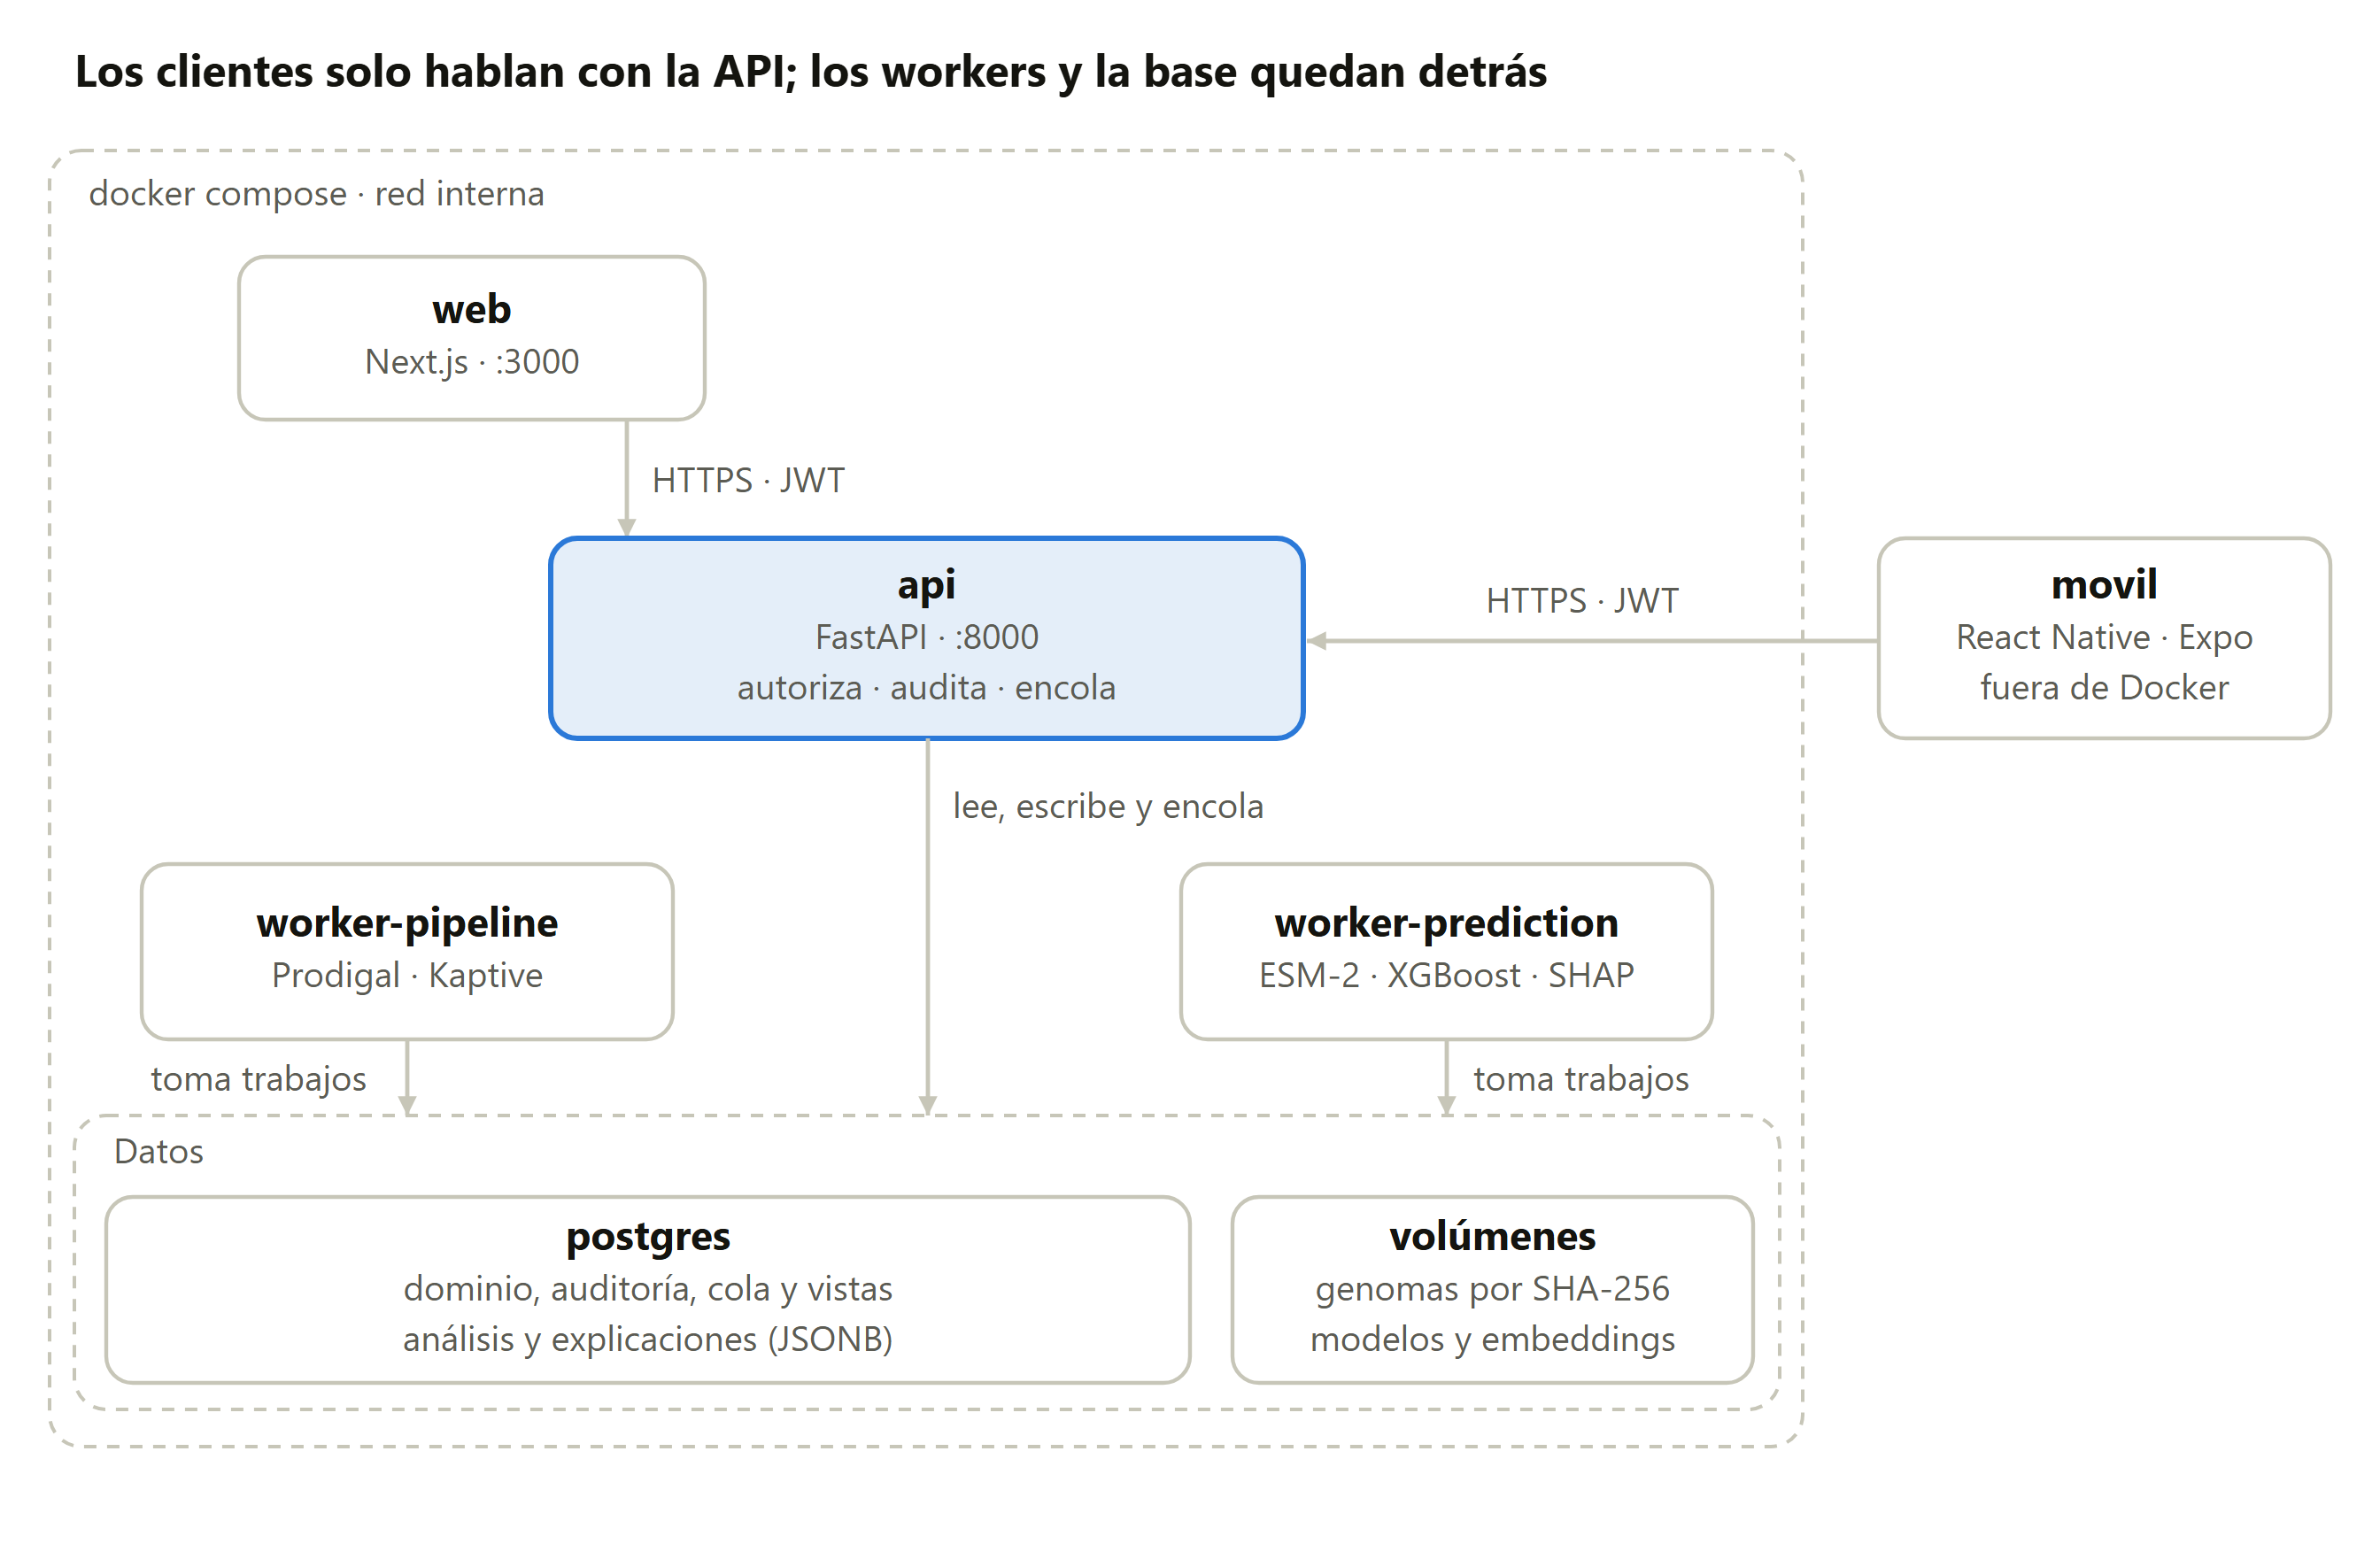 Los clientes solo hablan con la API; los workers y la base quedan detrás
docker compose · red interna
web
Next.js · :3000
HTTPS · JWT
api
FastAPI · :8000
autoriza · audita · encola
HTTPS · JWT
movil
React Native · Expo
fuera de Docker
lee, escribe y encola
worker-pipeline
Prodigal · Kaptive
worker-prediction
ESM-2 · XGBoost · SHAP
toma trabajos
toma trabajos
Datos
postgres
dominio, auditoría, cola y vistas
análisis y explicaciones (JSONB)
volúmenes
genomas por SHA-256
modelos y embeddings